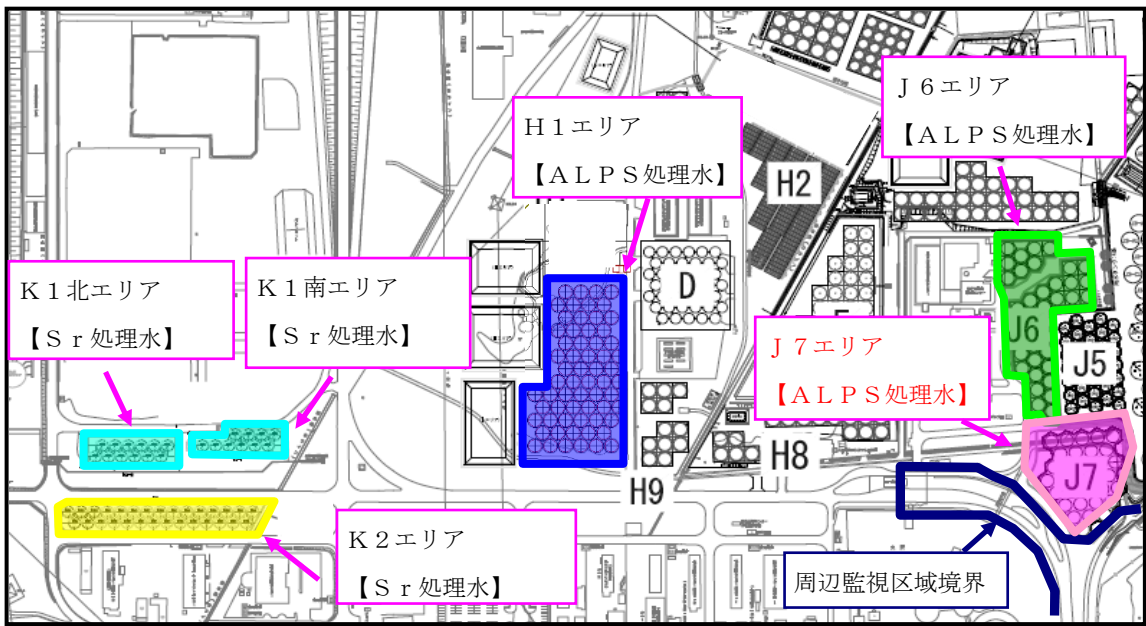 Ｊ６エリア
【ＡＬＰＳ処理水】
Ｈ１エリア
【ＡＬＰＳ処理水】
H2
D
Ｋ１北エリア
【Ｓｒ処理水】
Ｋ１南エリア
【Ｓｒ処理水】
J6
J5
Ｊ７エリア
【ＡＬＰＳ処理水】
H8
J7
H9
Ｋ２エリア
【Ｓｒ処理水】
周辺監視区域境界